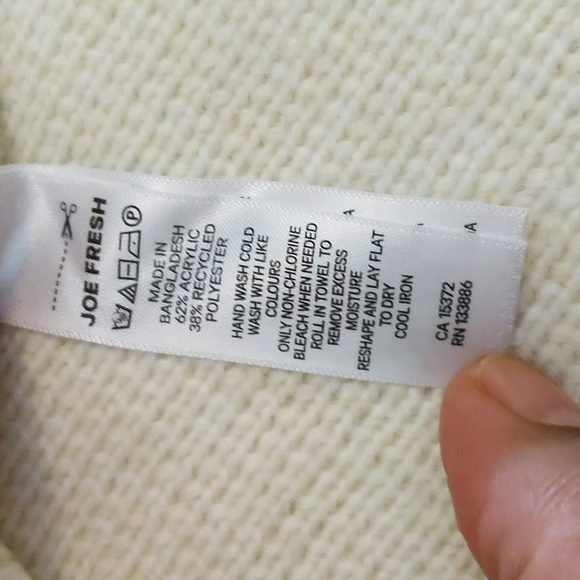 JOE FRESH
P
MADE IN
BANGLADESH
62% ACRYLIC
38% RECYCLED
POLYESTER
HAND WASH COLD
WASH WITH LIKE
COLOURS
ONLY NON-CHLORINE
BLEACH WHEN NEEDED
ROLL IN TOWEL TO
REMOVE EXCESS
MOISTURE
RESHAPE AND LAY FLAT
TO DRY
COOL IRON
CA 15372
RN 133886
A
A